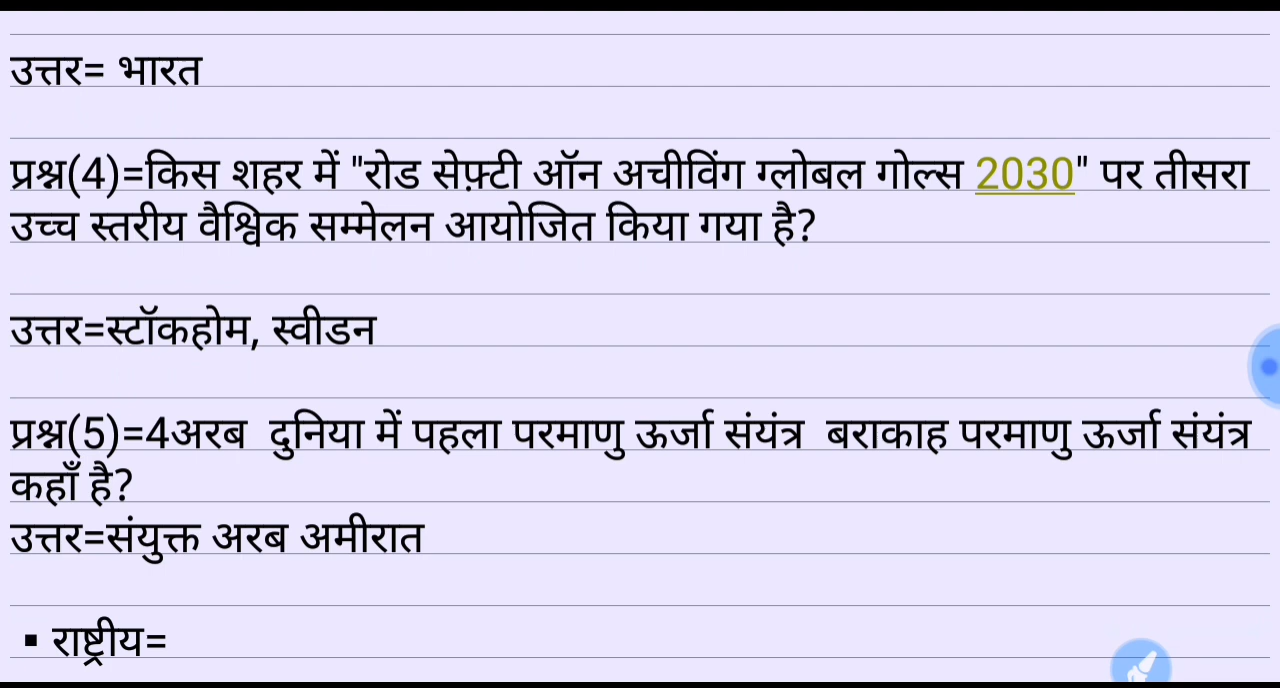 उत्तर= भारत
प्रश्न(4)=किस शहर में "रोड सेफ़्टी ऑन अचीविंग ग्लोबल गोल्स 2030" पर तीसरा
उच्च स्तरीय वैश्विक सम्मेलन आयोजित किया गया है?
उत्तर=स्टॉकहोम, स्वीडन
प्रश्न(5)=4अरब दुनिया में पहला परमाणु ऊर्जा संयंत्र बराकाह परमाणु ऊर्जा संयंत्र
कहाँ है?
उत्तर=संयुक्त अरब अमीरात
▪ राष्ट्रीय=